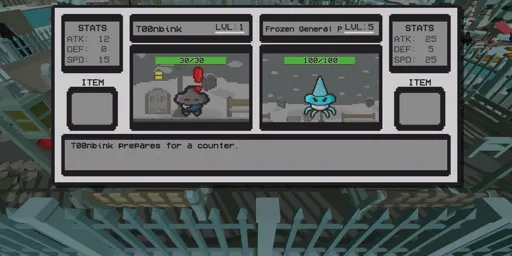 STATS
ATK: 12
DEF: 0
SPD: 15
ITEM
T00nbink
LVL:1
30/30
Frozen General P
LVL:5
100/100
STATS
ATK: 25
DEF: 5
SPD: 25
ITEM
T00nbink prepares for a counter.